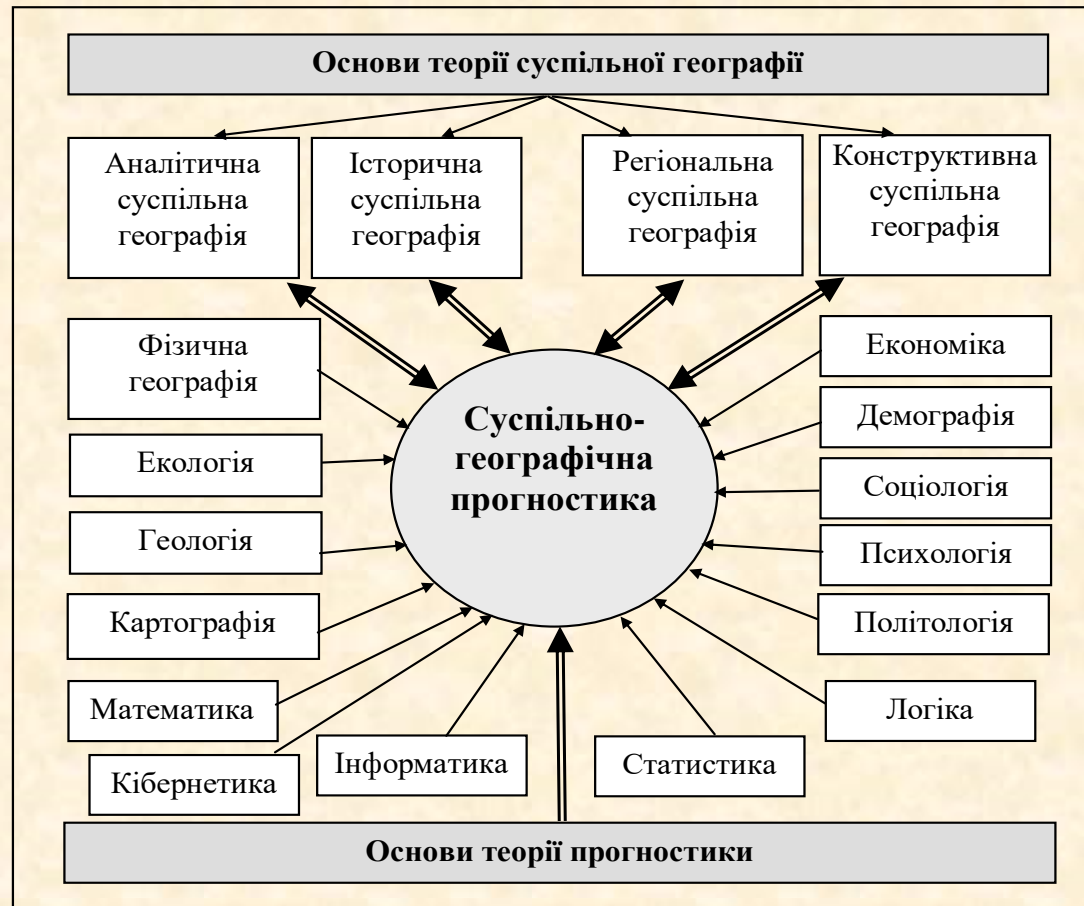 Основи теорії суспільної географії
Аналітична
суспільна
географія
Історична
суспільна
географія
Регіональна
суспільна
географія
Конструктивна
суспільна
географія
Фізична
географія
Екологія
Геологія
Картографія
Математика
Кібернетика
Інформатика
Суспільно-
географічна
прогностика
Економіка
Демографія
Соціологія
Психологія
Політологія
Логіка
Статистика
Основи теорії прогностики